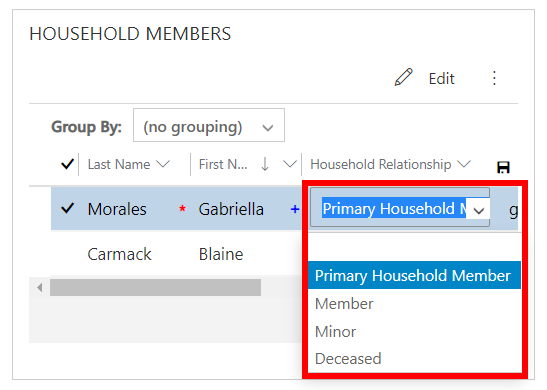 HOUSEHOLD MEMBERS
Edit
Group By: (no grouping)
Last Name First N... Household Relationship
Morales * Gabriella + Primary Household M g
Carmack Blaine
Primary Household Member
Member
Minor
Deceased